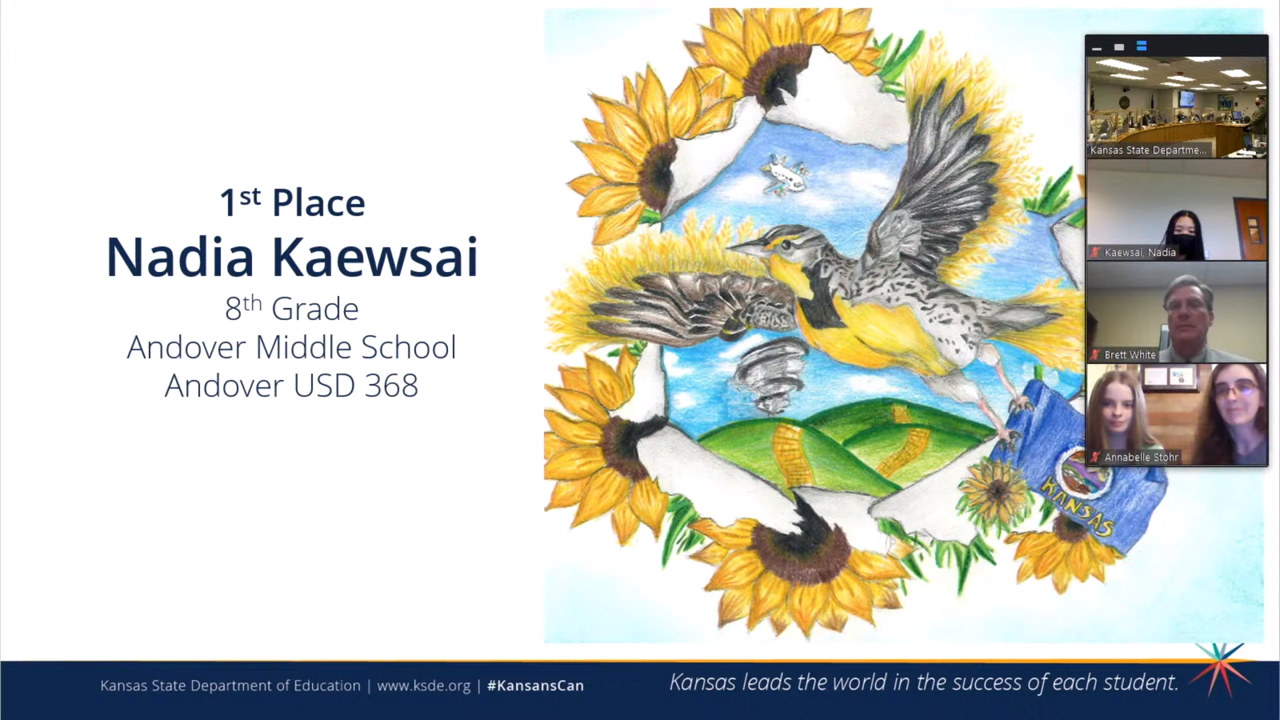 1st Place
Nadia Kaewsai
8th Grade
Andover Middle School
Andover USD 368
KANSAS
Kansas State Departme...
Kaewsai, Nadia
Brett White
Annabelle Stohr
Kansas State Department of Education | www.ksde.org | #KansansCan
Kansas leads the world in the success of each student.